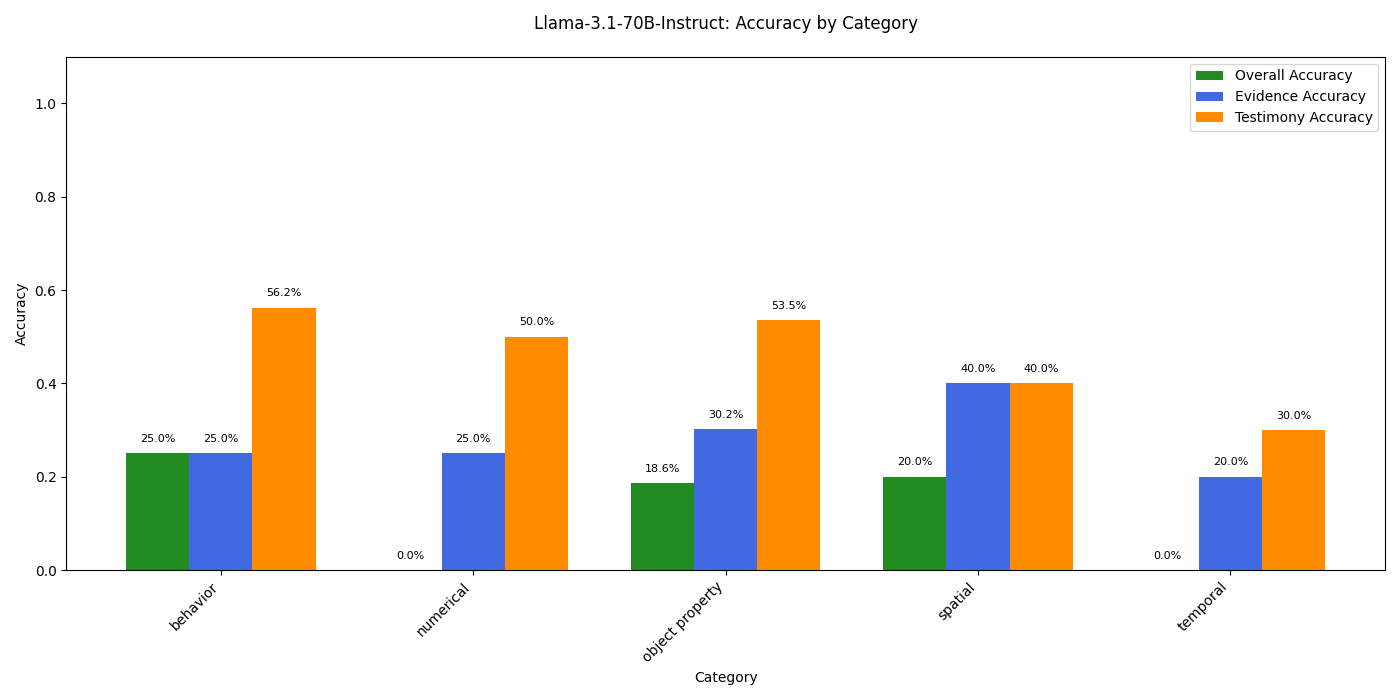 Llama-3.1-70B-Instruct: Accuracy by Category
Overall Accuracy
Evidence Accuracy
Testimony Accuracy
Accuracy
1.0
0.8
0.6
0.4
0.2
0.0
25.0% 25.0% 56.2%
0.0% 25.0% 50.0%
18.6% 30.2% 53.5%
20.0% 40.0% 40.0%
0.0% 20.0% 30.0%
behavior
numerical
object property
spatial
temporal
Category